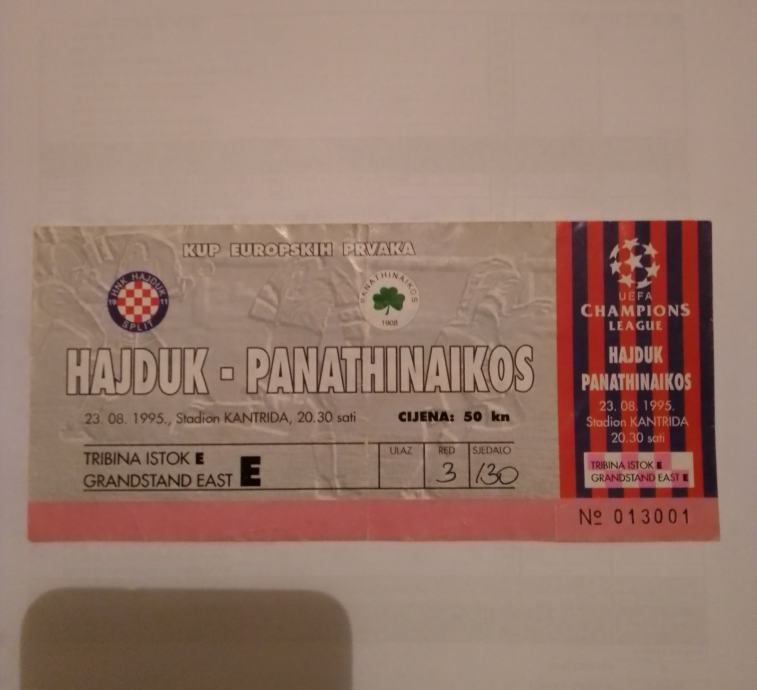 KUP EUROPSKIH PRVAKA
HNK HAJDUK
SPLIT
PANATHINAIKOS
1908
HAJDUK - PANATHINAIKOS
23. 08. 1995., Stadion KANTRIDA, 20.30 sati
CIJENA: 50 kn
TRIBINA ISTOK E
GRANDSTAND EAST E
ULAZ
RED
SJEDALO
3
130
UEFA
CHAMPIONS
LEAGUE
HAJDUK
PANATHINAIKOS
23. 08. 1995.
Stadion KANTRIDA
20.30 sati
TRIBINA ISTOK E
GRANDSTAND EAST E
Nº 013001